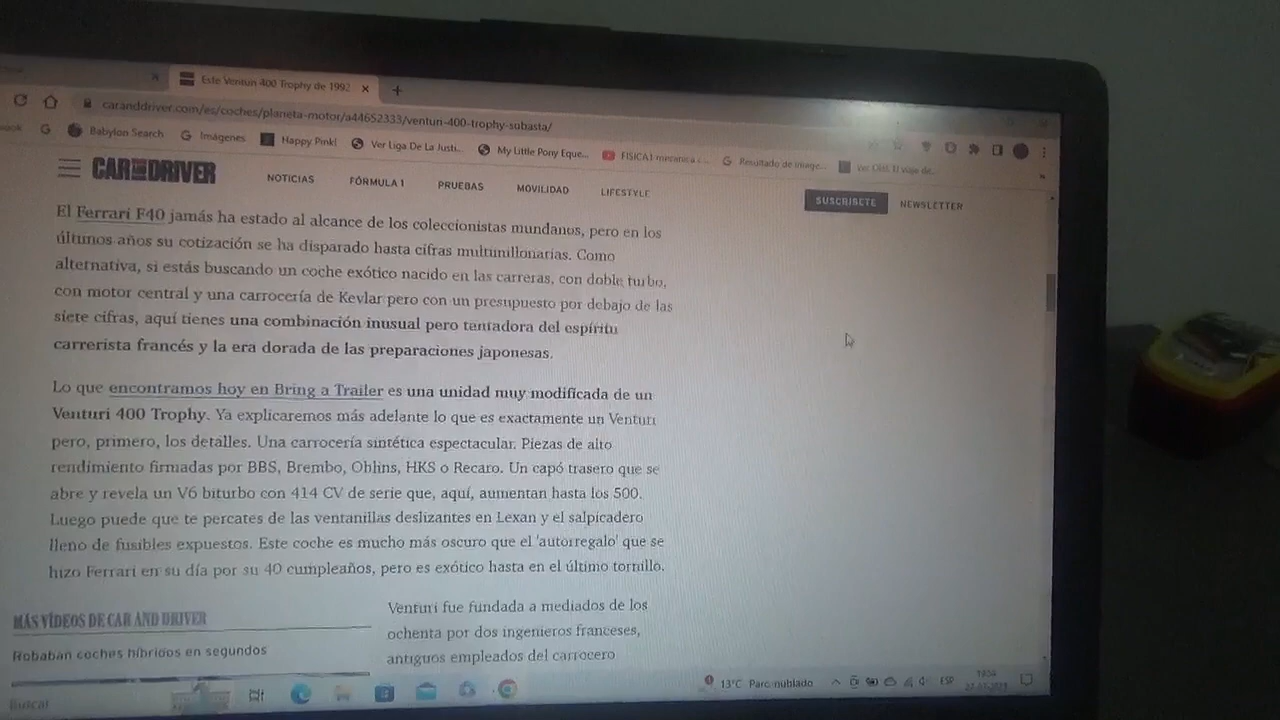 Este Venturi 400 Trophy de 1992
caranddriver.com/es/coches/planeta-motor/a44652333/venturi-400-trophy-subasta/
Babylon Search
Imágenes
Happy Pink!
Ver Liga De La Justi...
My Little Pony Eque...
FISICA I mecanica
Resultado de image...
CAR AND DRIVER
NOTICIAS
FÓRMULA 1
PRUEBAS
MOVILIDAD
LIFESTYLE
SUSCRÍBETE
NEWSLETTER
El Ferrari F40 jamás ha estado al alcance de los coleccionistas mundanos, pero en los
últimos años su cotización se ha disparado hasta cifras multimillonarias. Como
alternativa, si estás buscando un coche exótico nacido en las carreras, con doble turbo,
con motor central y una carrocería de Kevlar pero con un presupuesto por debajo de las
siete cifras, aquí tienes una combinación inusual pero tentadora del espíritu
carrerista francés y la era dorada de las preparaciones japonesas.
Lo que encontramos hoy en Bring a Trailer es una unidad muy modificada de un
Venturi 400 Trophy. Ya explicaremos más adelante lo que es exactamente un Venturi
pero, primero, los detalles. Una carrocería sintética espectacular. Piezas de alto
rendimiento firmadas por BBS, Brembo, Ohlins, HKS o Recaro. Un capó trasero que se
abre y revela un V6 biturbo con 414 CV de serie que, aquí, aumentan hasta los 500.
Luego puede que te percates de las ventanillas deslizantes en Lexan y el salpicadero
lleno de fusibles expuestos. Este coche es mucho más oscuro que el 'autorregalo' que se
hizo Ferrari en su día por su 40 cumpleaños, pero es exótico hasta en el último tornillo.
MÁS VÍDEOS DE CAR AND DRIVER
Robaban coches híbridos en segundos
Venturi fue fundada a mediados de los
ochenta por dos ingenieros franceses,
antiguos empleados del carrocero
Buscar
13°C Parc. nublado
ESP